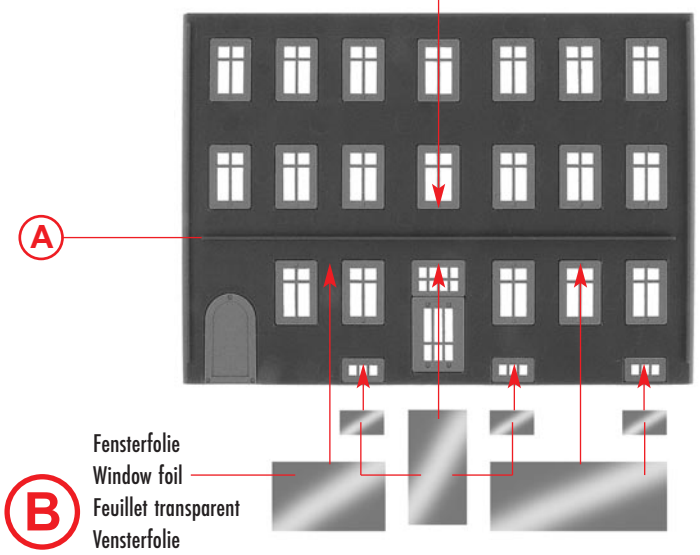 A
B
Fensterfolie
Window foil
Feuillet transparent
Vensterfolie